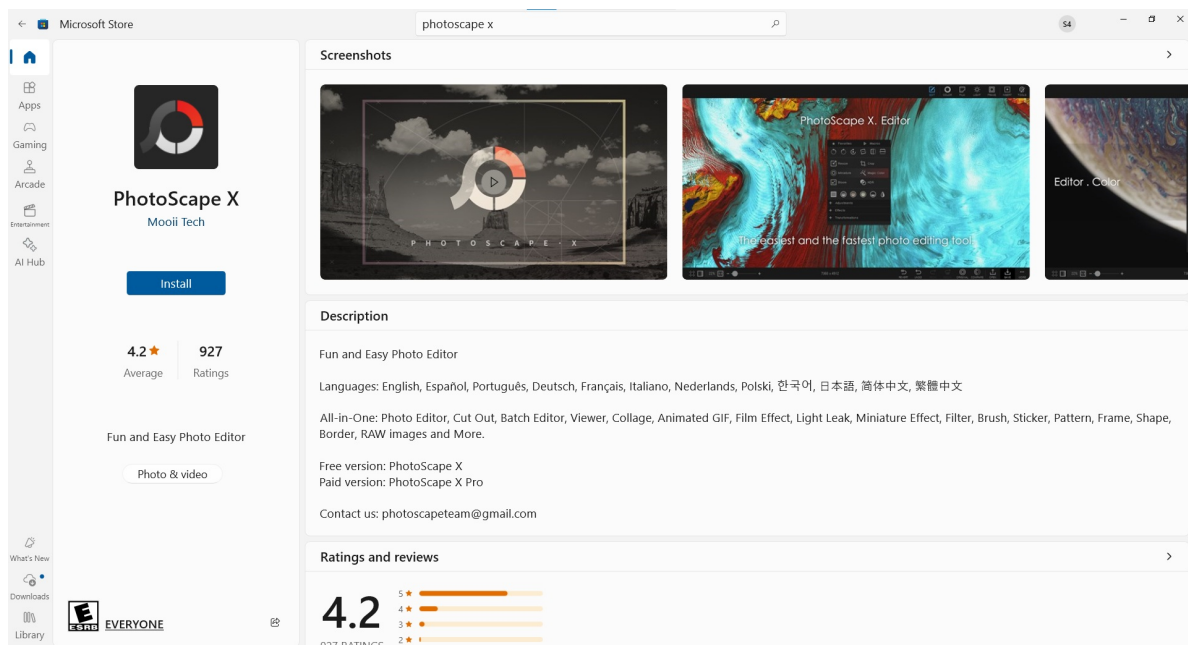 Microsoft Store
photoscape x
S4
Apps
Gaming
Arcade
Entertainment
AI Hub
What's New
Downloads
Library
PhotoScape X
Mooii Tech
Install
4.2 927
Average Ratings
Fun and Easy Photo Editor
Photo & video
E
ESRB
EVERYONE
Screenshots
PHOTOSCAPE · X
PhotoScape X. Editor
The easiest and the fastest photo editing tool
Editor . Color
Description
Fun and Easy Photo Editor
Languages: English, Español, Português, Deutsch, Français, Italiano, Nederlands, Polski, 한국어, 日本語, 简体中文, 繁體中文
All-in-One: Photo Editor, Cut Out, Batch Editor, Viewer, Collage, Animated GIF, Film Effect, Light Leak, Miniature Effect, Filter, Brush, Sticker, Pattern, Frame, Shape,
Border, RAW images and More.
Free version: PhotoScape X
Paid version: PhotoScape X Pro
Contact us: photoscapeteam@gmail.com
Ratings and reviews
4.2
927 RATINGS
5
4
3
2